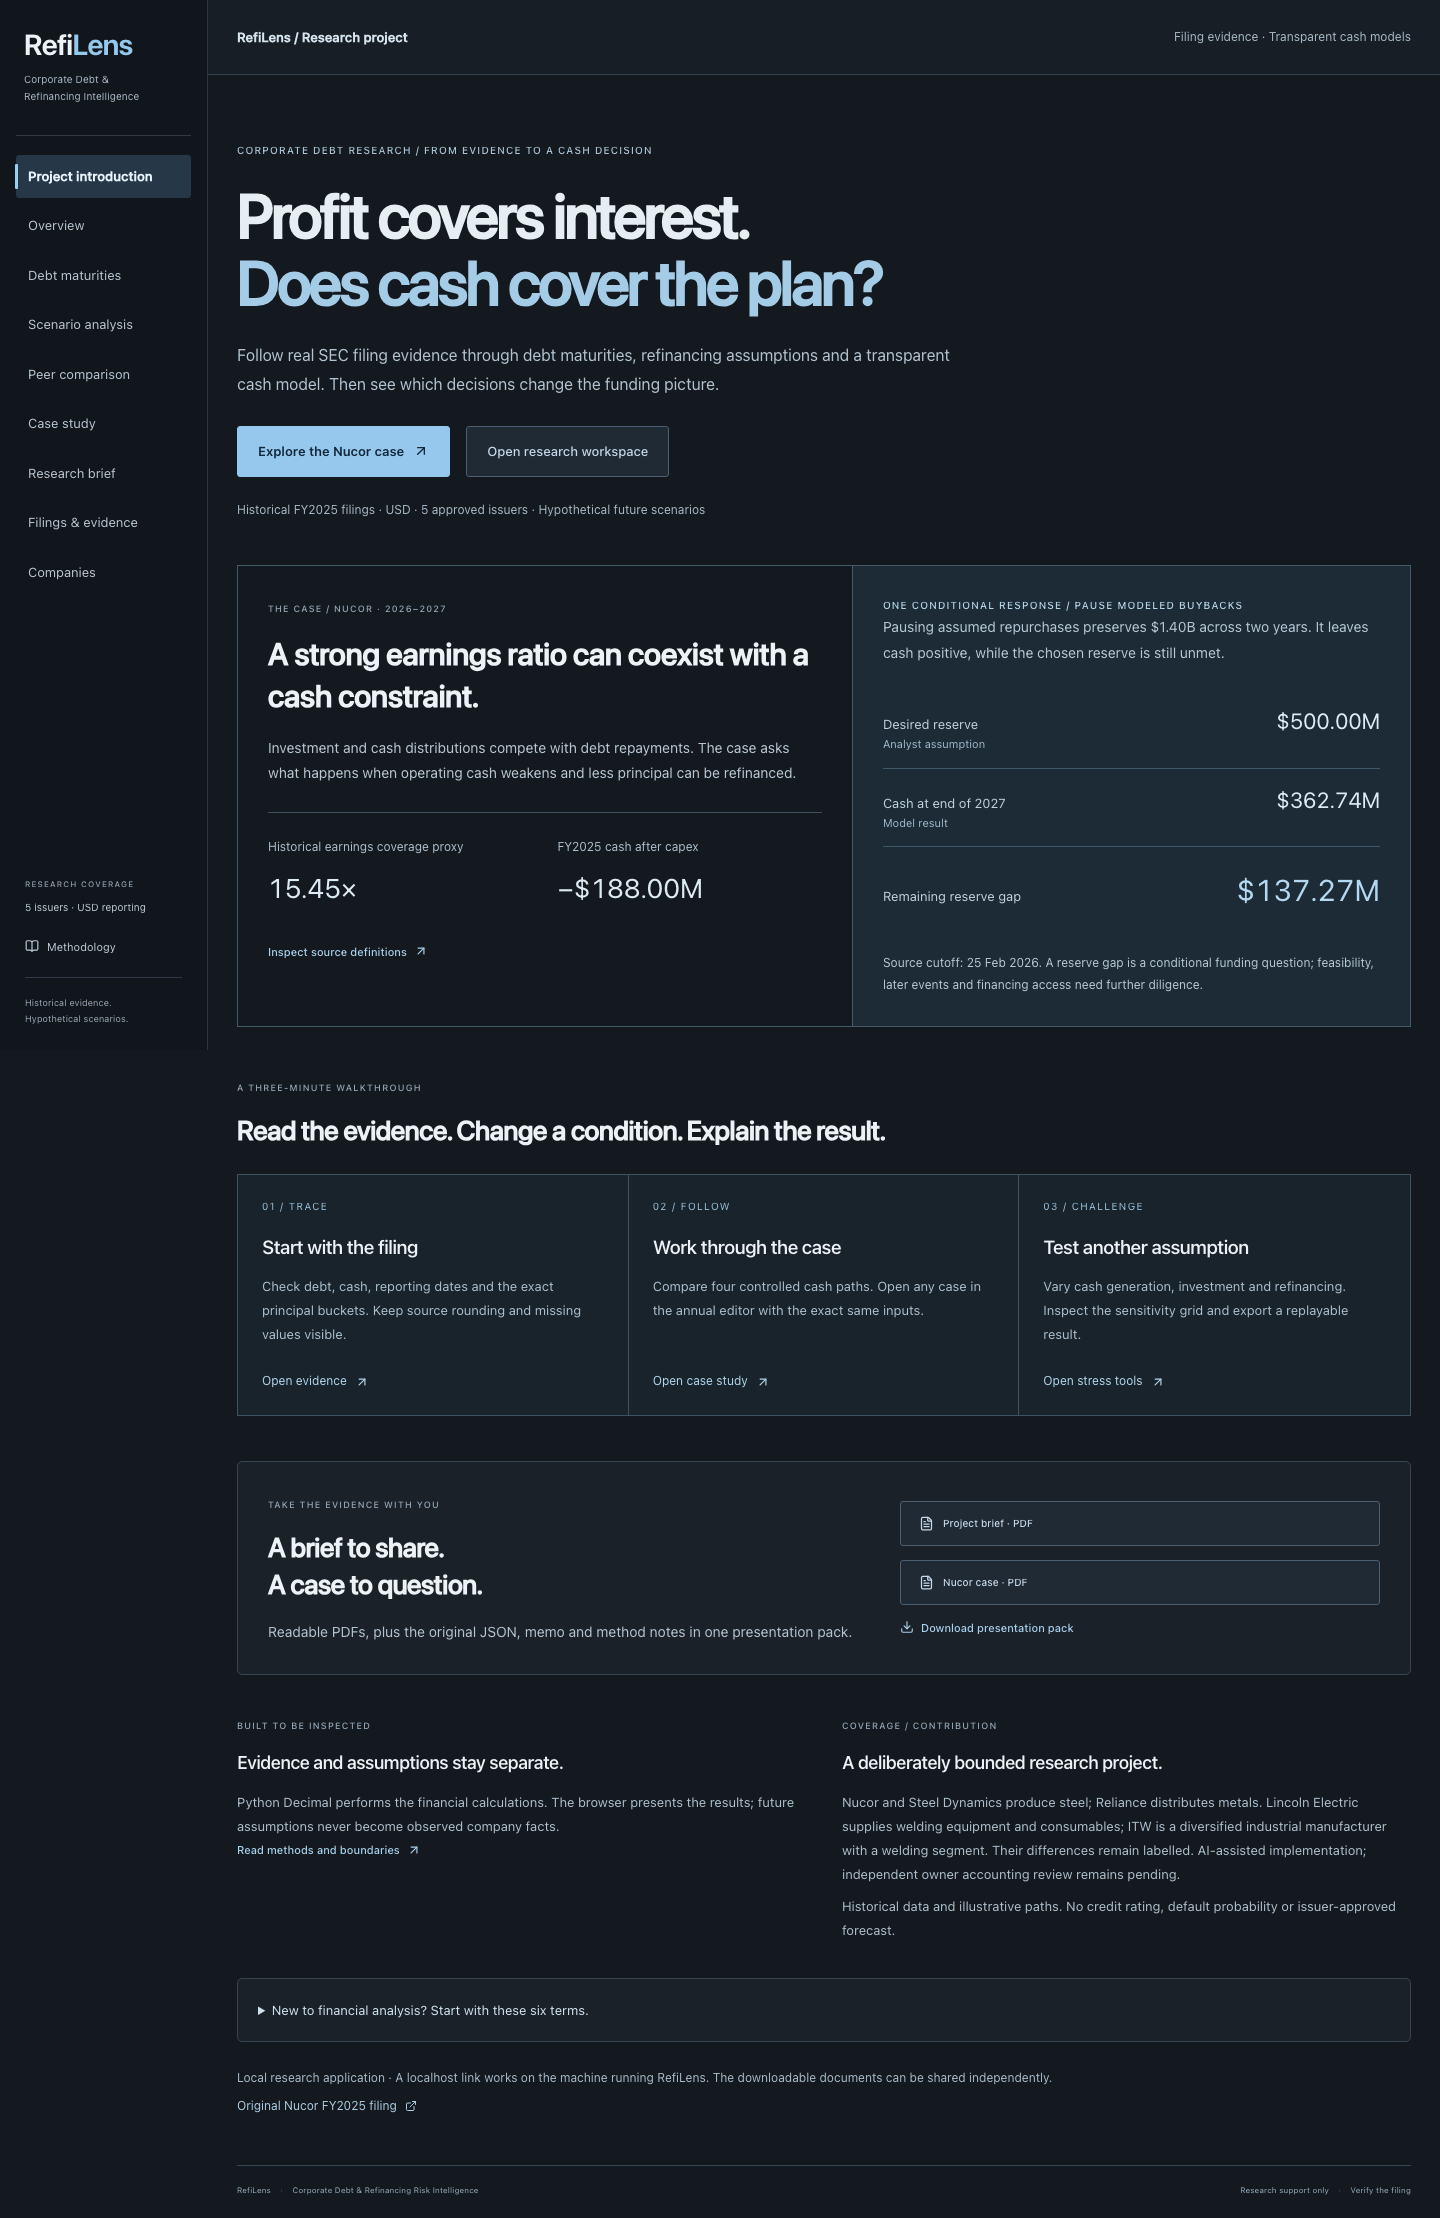 RefiLens
Corporate Debt &
Refinancing Intelligence
Project introduction
Overview
Debt maturities
Scenario analysis
Peer comparison
Case study
Research brief
Filings & evidence
Companies
RESEARCH COVERAGE
5 issuers · USD reporting
Methodology
Historical evidence.
Hypothetical scenarios.
RefiLens / Research project
Filing evidence · Transparent cash models
CORPORATE DEBT RESEARCH / FROM EVIDENCE TO A CASH DECISION
Profit covers interest.
Does cash cover the plan?
Follow real SEC filing evidence through debt maturities, refinancing assumptions and a transparent
cash model. Then see which decisions change the funding picture.
Explore the Nucor case
Open research workspace
Historical FY2025 filings · USD · 5 approved issuers · Hypothetical future scenarios
THE CASE / NUCOR · 2026–2027
A strong earnings ratio can coexist with a
cash constraint.
Investment and cash distributions compete with debt repayments. The case asks
what happens when operating cash weakens and less principal can be refinanced.
Historical earnings coverage proxy
15.45×
FY2025 cash after capex
−$188.00M
Inspect source definitions
ONE CONDITIONAL RESPONSE / PAUSE MODELED BUYBACKS
Pausing assumed repurchases preserves $1.40B across two years. It leaves
cash positive, while the chosen reserve is still unmet.
Desired reserve
Analyst assumption
$500.00M
Cash at end of 2027
Model result
$362.74M
Remaining reserve gap
$137.27M
Source cutoff: 25 Feb 2026. A reserve gap is a conditional funding question; feasibility,
later events and financing access need further diligence.
A THREE-MINUTE WALKTHROUGH
Read the evidence. Change a condition. Explain the result.
01 / TRACE
Start with the filing
Check debt, cash, reporting dates and the exact
principal buckets. Keep source rounding and missing
values visible.
Open evidence
02 / FOLLOW
Work through the case
Compare four controlled cash paths. Open any case in
the annual editor with the exact same inputs.
Open case study
03 / CHALLENGE
Test another assumption
Vary cash generation, investment and refinancing.
Inspect the sensitivity grid and export a replayable
result.
Open stress tools
TAKE THE EVIDENCE WITH YOU
A brief to share.
A case to question.
Readable PDFs, plus the original JSON, memo and method notes in one presentation pack.
Project brief · PDF
Nucor case · PDF
Download presentation pack
BUILT TO BE INSPECTED
Evidence and assumptions stay separate.
Python Decimal performs the financial calculations. The browser presents the results; future
assumptions never become observed company facts.
Read methods and boundaries
COVERAGE / CONTRIBUTION
A deliberately bounded research project.
Nucor and Steel Dynamics produce steel; Reliance distributes metals. Lincoln Electric
supplies welding equipment and consumables; ITW is a diversified industrial manufacturer
with a welding segment. Their differences remain labelled. AI-assisted implementation;
independent owner accounting review remains pending.
Historical data and illustrative paths. No credit rating, default probability or issuer-approved
forecast.
New to financial analysis? Start with these six terms.
Local research application · A localhost link works on the machine running RefiLens. The downloadable documents can be shared independently.
Original Nucor FY2025 filing
RefiLens · Corporate Debt & Refinancing Risk Intelligence
Research support only · Verify the filing